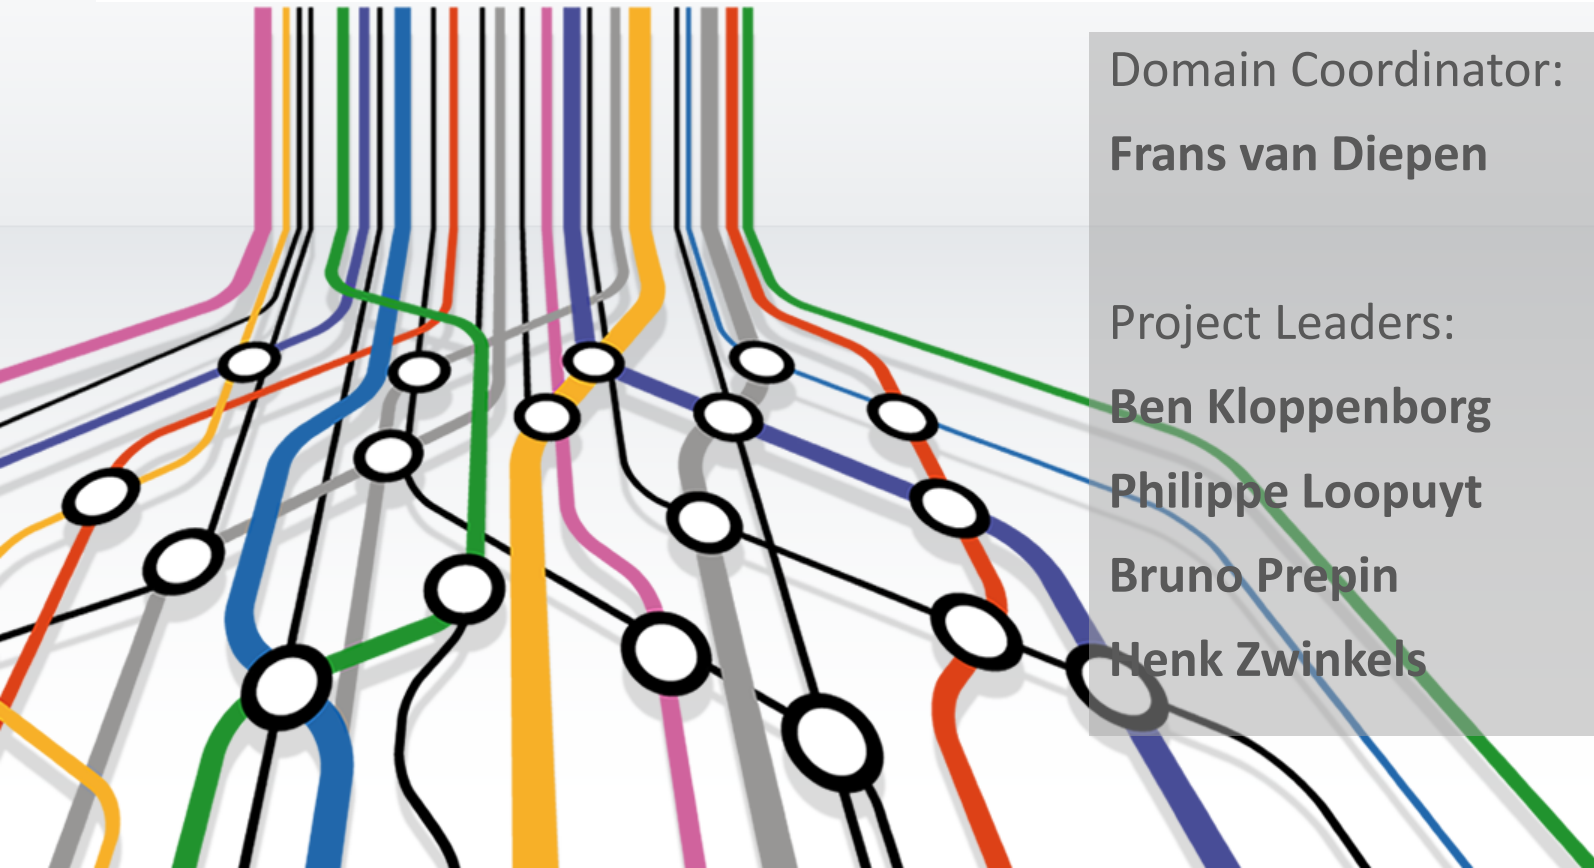 Domain Coordinator:
Frans van Diepen
Project Leaders:
Ben Kloppenborg
Philippe Loopuyt
Bruno Prepin
Henk Zwinkels